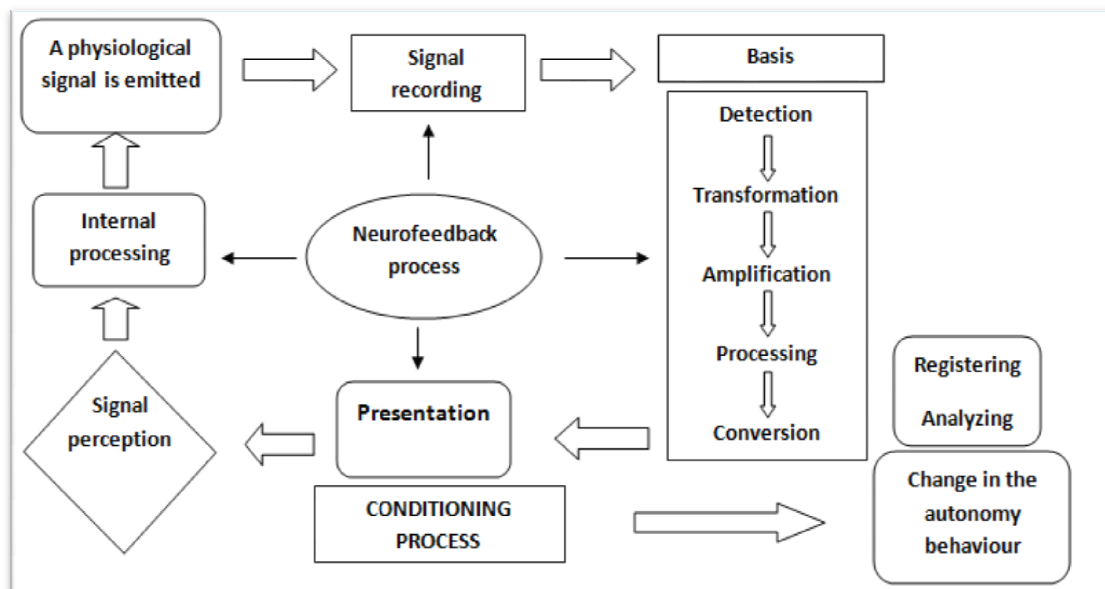 A physiological
signal is emitted
Signal
recording
Basis
Detection
Transformation
Amplification
Processing
Conversion
Internal
processing
Neurofeedback
process
Signal
perception
Presentation
Registering
Analyzing
CONDITIONING
PROCESS
Change in the
autonomy
behaviour